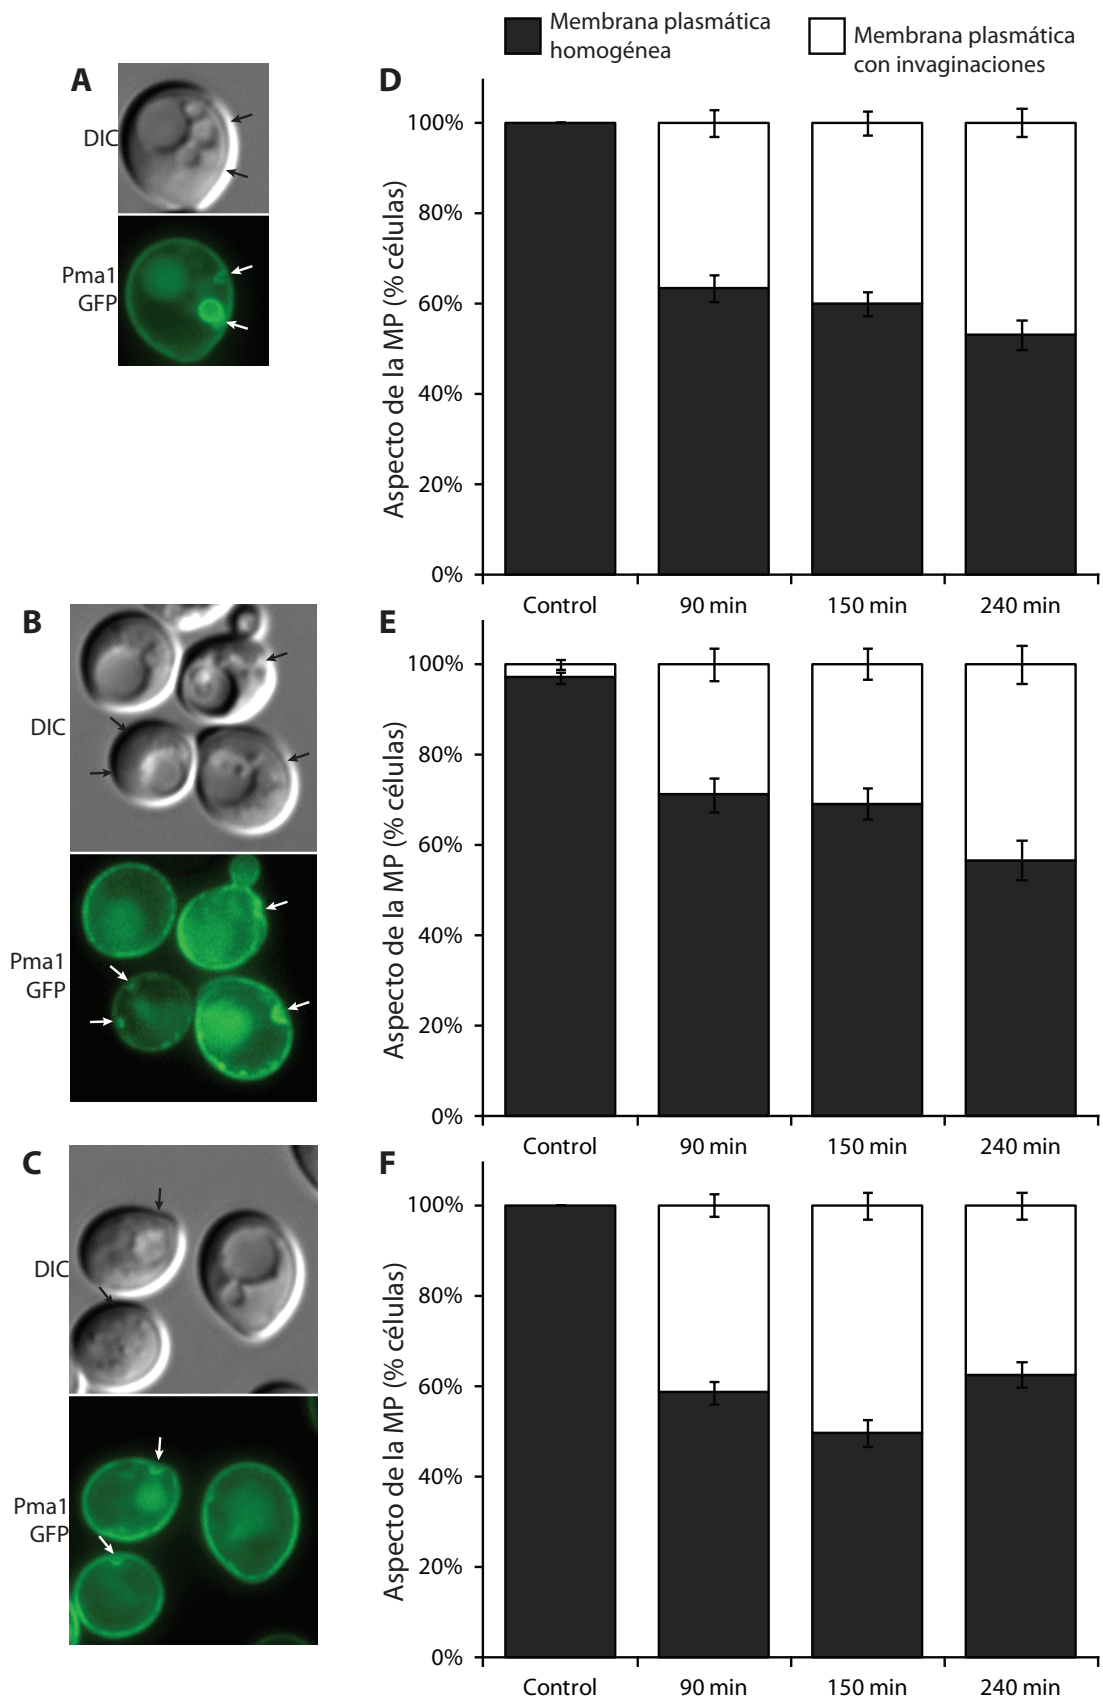 Membrana plasmática
homogénea
Membrana plasmática
con invaginaciones
A
DIC
Pma1
GFP
D
Aspecto de la MP (% células)
100%
80%
60%
40%
20%
0%
Control
90 min
150 min
240 min
B
DIC
Pma1
GFP
E
Aspecto de la MP (% células)
100%
80%
60%
40%
20%
0%
Control
90 min
150 min
240 min
C
DIC
Pma1
GFP
F
Aspecto de la MP (% células)
100%
80%
60%
40%
20%
0%
Control
90 min
150 min
240 min